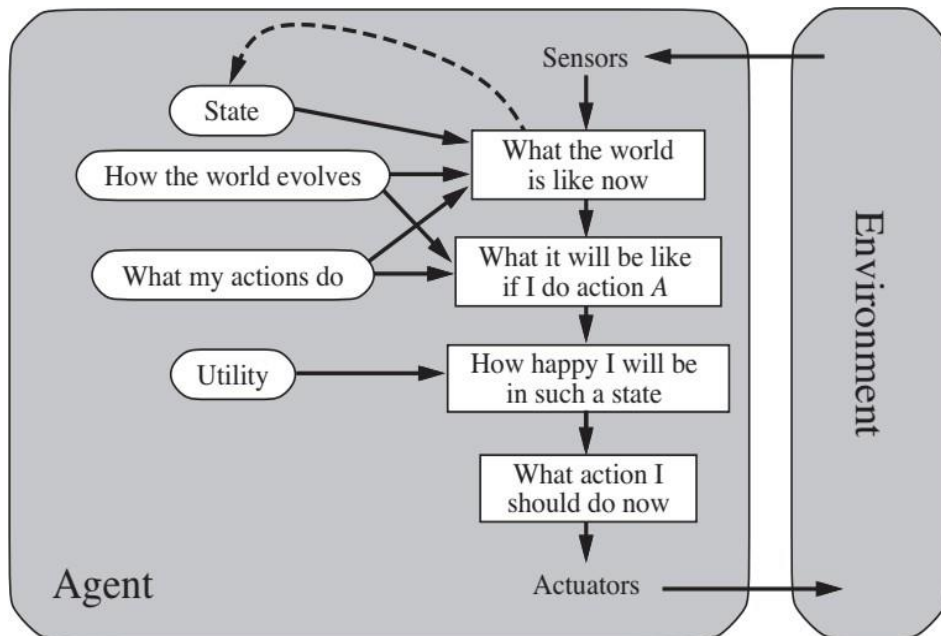 Sensors
State
What the world
is like now
How the world evolves
What my actions do
What it will be like
if I do action A
Utility
How happy I will be
in such a state
What action I
should do now
Agent
Actuators
Environment